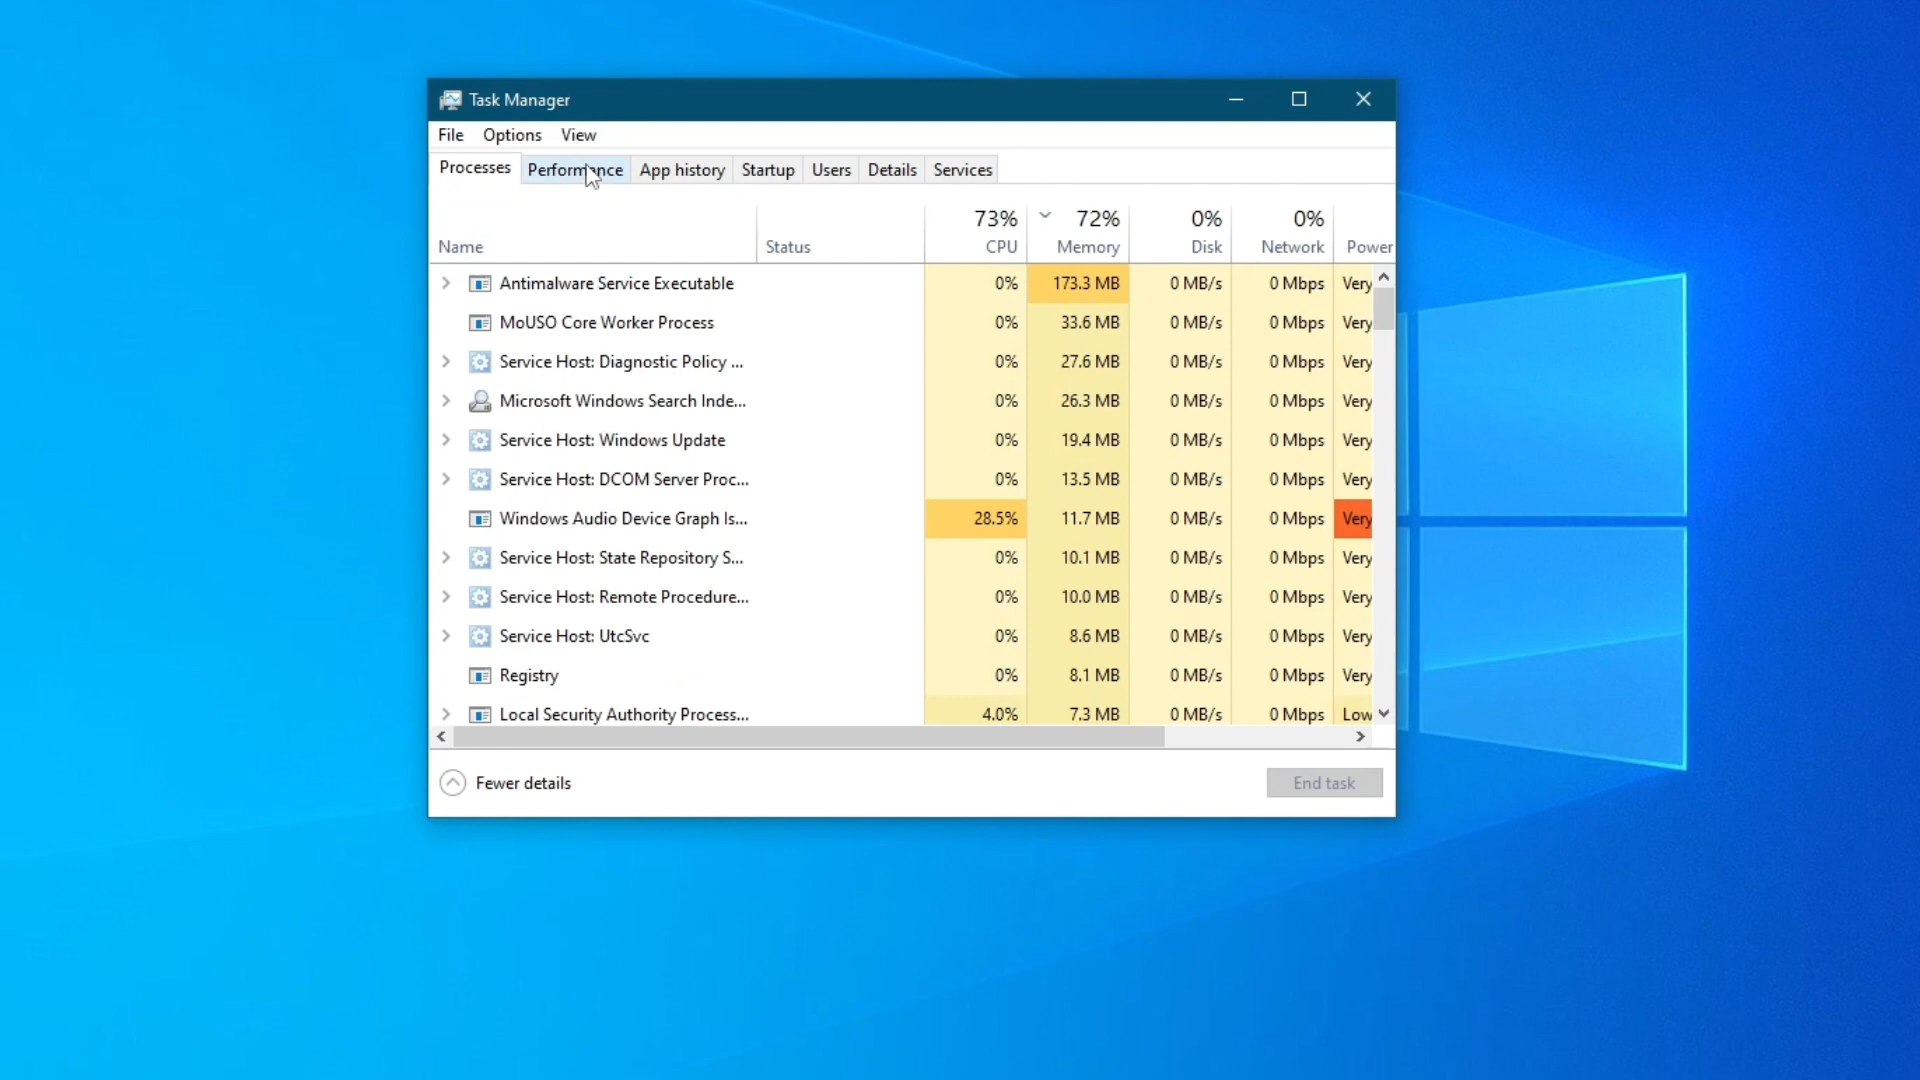 Task Manager
File Options View
Processes Performance App history Startup Users Details Services
73% 72% 0% 0%
Name Status CPU Memory Disk Network Power
Antimalware Service Executable 0% 173.3 MB 0 MB/s 0 Mbps Very
MoUSO Core Worker Process 0% 33.6 MB 0 MB/s 0 Mbps Very
Service Host: Diagnostic Policy ... 0% 27.6 MB 0 MB/s 0 Mbps Very
Microsoft Windows Search Inde... 0% 26.3 MB 0 MB/s 0 Mbps Very
Service Host: Windows Update 0% 19.4 MB 0 MB/s 0 Mbps Very
Service Host: DCOM Server Proc... 0% 13.5 MB 0 MB/s 0 Mbps Very
Windows Audio Device Graph Is... 28.5% 11.7 MB 0 MB/s 0 Mbps Very
Service Host: State Repository S... 0% 10.1 MB 0 MB/s 0 Mbps Very
Service Host: Remote Procedure... 0% 10.0 MB 0 MB/s 0 Mbps Very
Service Host: UtcSvc 0% 8.6 MB 0 MB/s 0 Mbps Very
Registry 0% 8.1 MB 0 MB/s 0 Mbps Very
Local Security Authority Process... 4.0% 7.3 MB 0 MB/s 0 Mbps Low
Fewer details End task